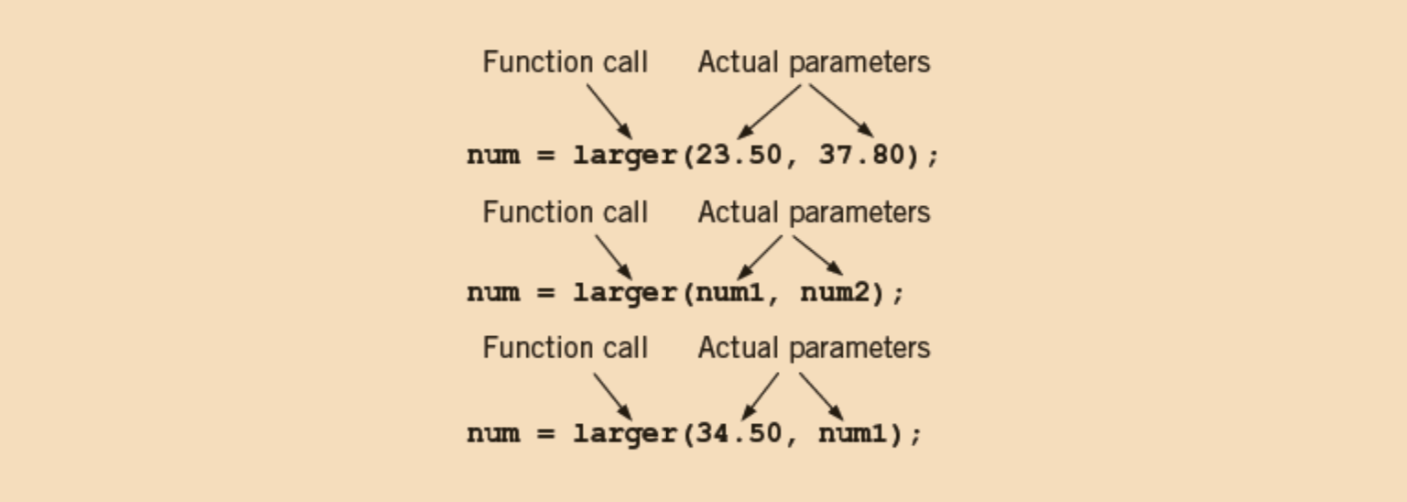 Function call Actual parameters
num = larger(23.50, 37.80);
Function call Actual parameters
num = larger(num1, num2);
Function call Actual parameters
num = larger(34.50, num1);